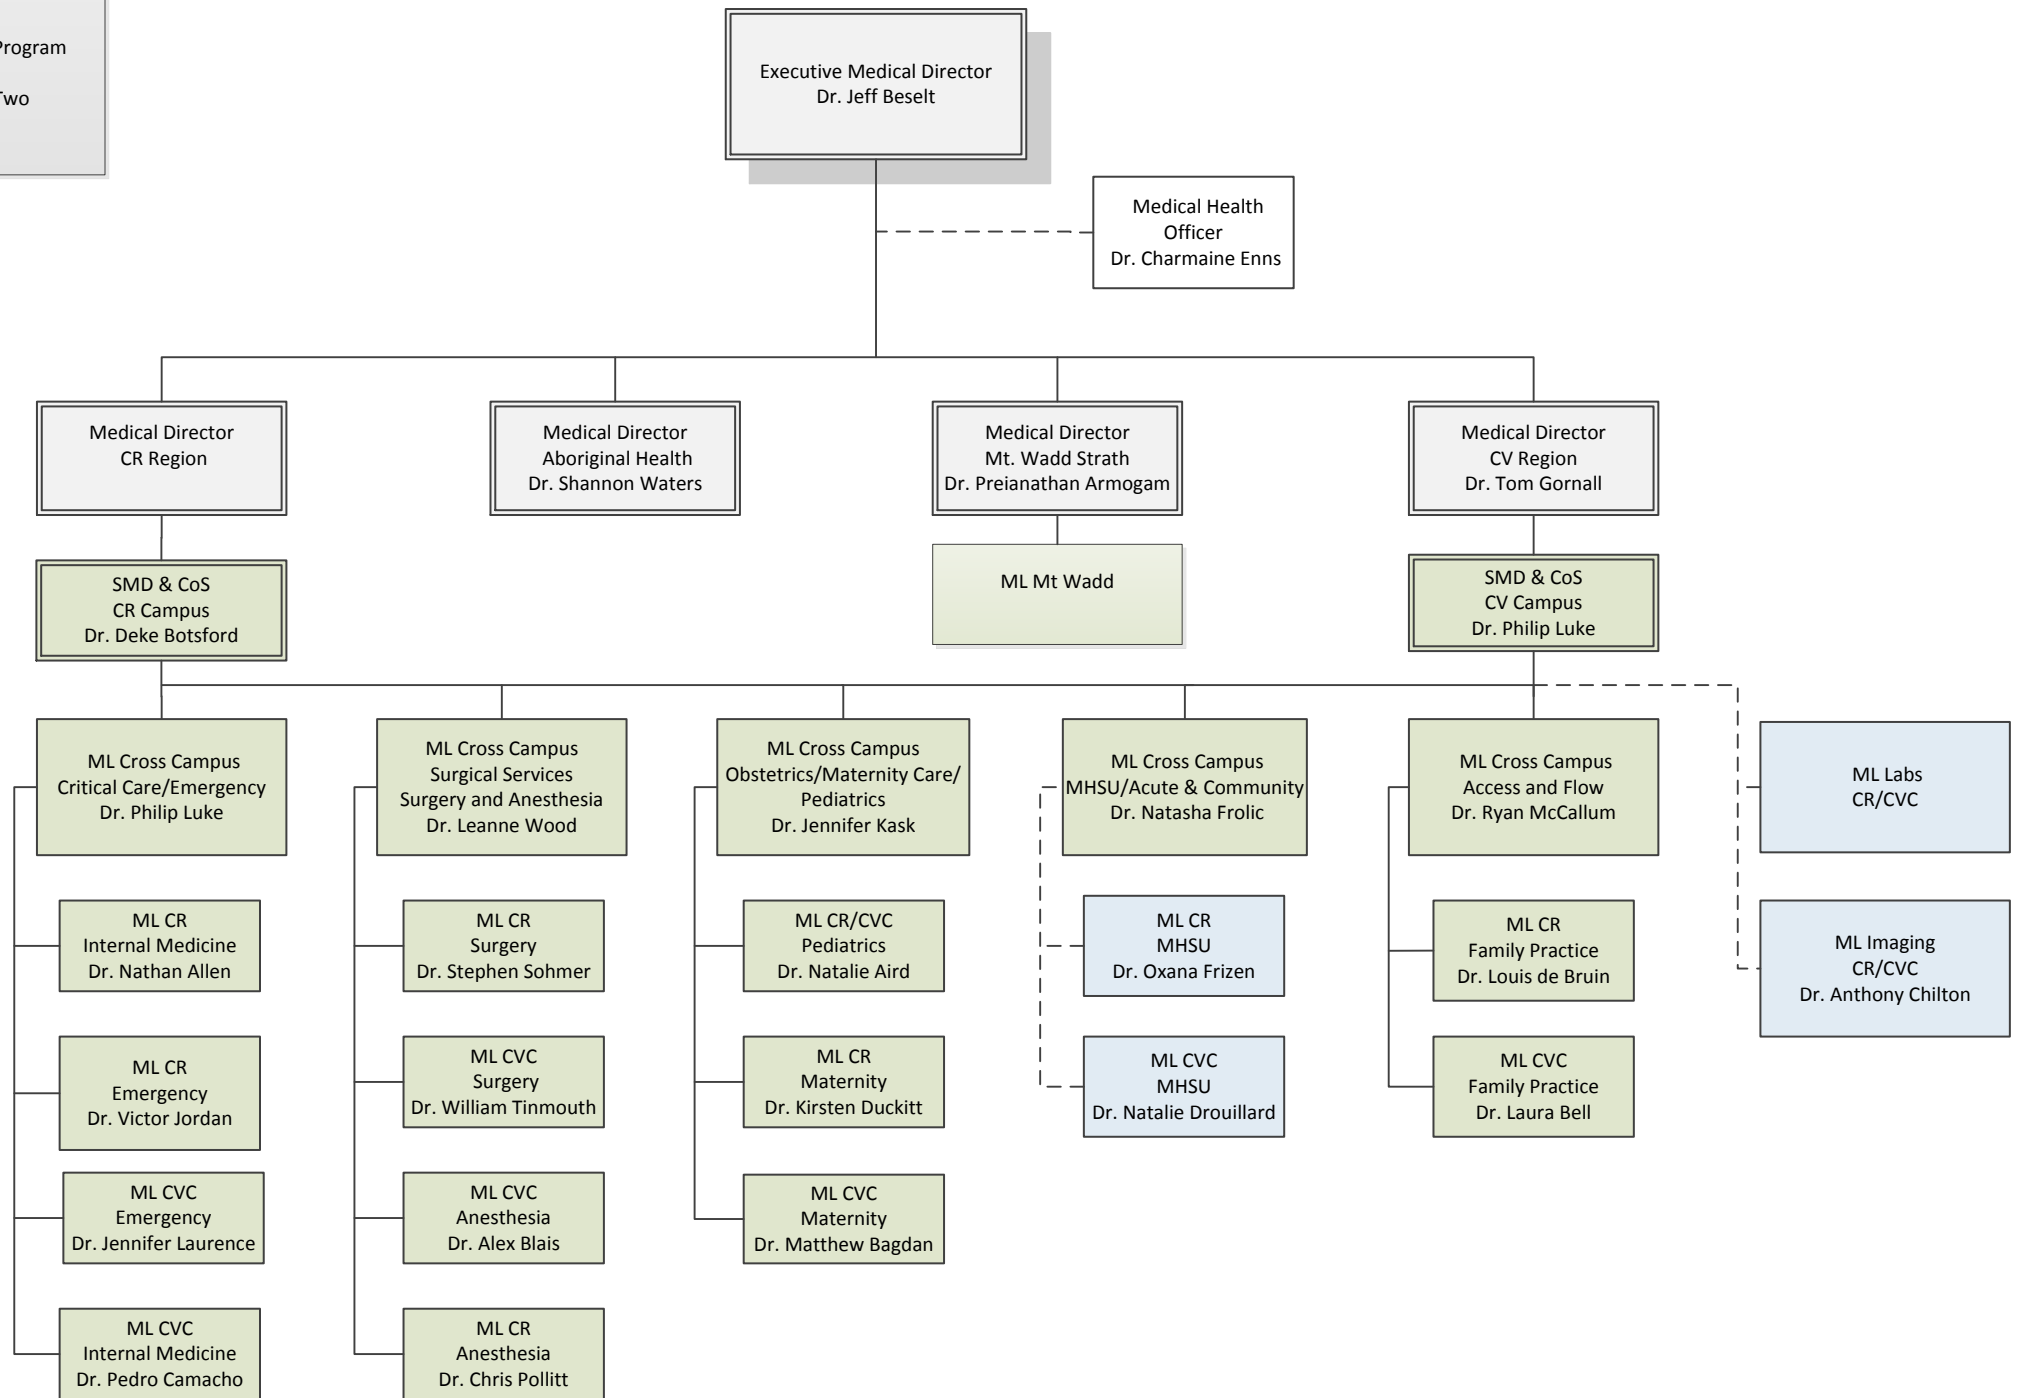 Program
Two
Executive Medical Director
Dr. Jeff Beselt
Medical Health
Officer
Dr. Charmaine Enns
Medical Director
CR Region
Medical Director
Aboriginal Health
Dr. Shannon Waters
Medical Director
Mt. Wadd Strath
Dr. Preianathan Armogam
Medical Director
CV Region
Dr. Tom Gornall
SMD & CoS
CR Campus
Dr. Deke Botsford
ML Mt Wadd
SMD & CoS
CV Campus
Dr. Philip Luke
ML Cross Campus
Critical Care/Emergency
Dr. Philip Luke
ML Cross Campus
Surgical Services
Surgery and Anesthesia
Dr. Leanne Wood
ML Cross Campus
Obstetrics/Maternity Care/
Pediatrics
Dr. Jennifer Kask
ML Cross Campus
MHSU/Acute & Community
Dr. Natasha Frolic
ML Cross Campus
Access and Flow
Dr. Ryan McCallum
ML Labs
CR/CVC
ML CR
Internal Medicine
Dr. Nathan Allen
ML CR
Surgery
Dr. Stephen Sohmer
ML CR/CVC
Pediatrics
Dr. Natalie Aird
ML CR
MHSU
Dr. Oxana Frizen
ML CR
Family Practice
Dr. Louis de Bruin
ML Imaging
CR/CVC
Dr. Anthony Chilton
ML CR
Emergency
Dr. Victor Jordan
ML CVC
Surgery
Dr. William Tinmouth
ML CR
Maternity
Dr. Kirsten Duckitt
ML CVC
MHSU
Dr. Natalie Drouillard
ML CVC
Family Practice
Dr. Laura Bell
ML CVC
Emergency
Dr. Jennifer Laurence
ML CVC
Anesthesia
Dr. Alex Blais
ML CVC
Maternity
Dr. Matthew Bagdan
ML CVC
Internal Medicine
Dr. Pedro Camacho
ML CR
Anesthesia
Dr. Chris Pollitt